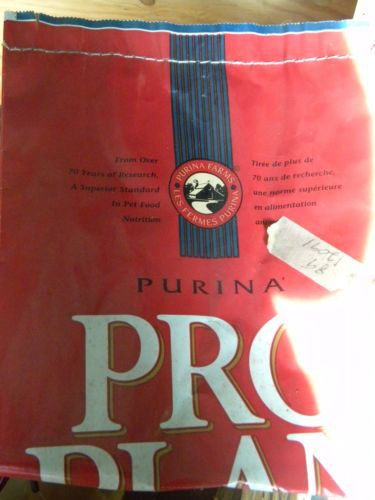 From Over
70 Years of Research,
A Superior Standard
In Pet Food
Nutrition
PURINA FARMS
LES FERMES PURINA
Tirée de plus de
70 ans de recherche,
une norme supérieure
en alimentation
PURINA
PRO
PLAN